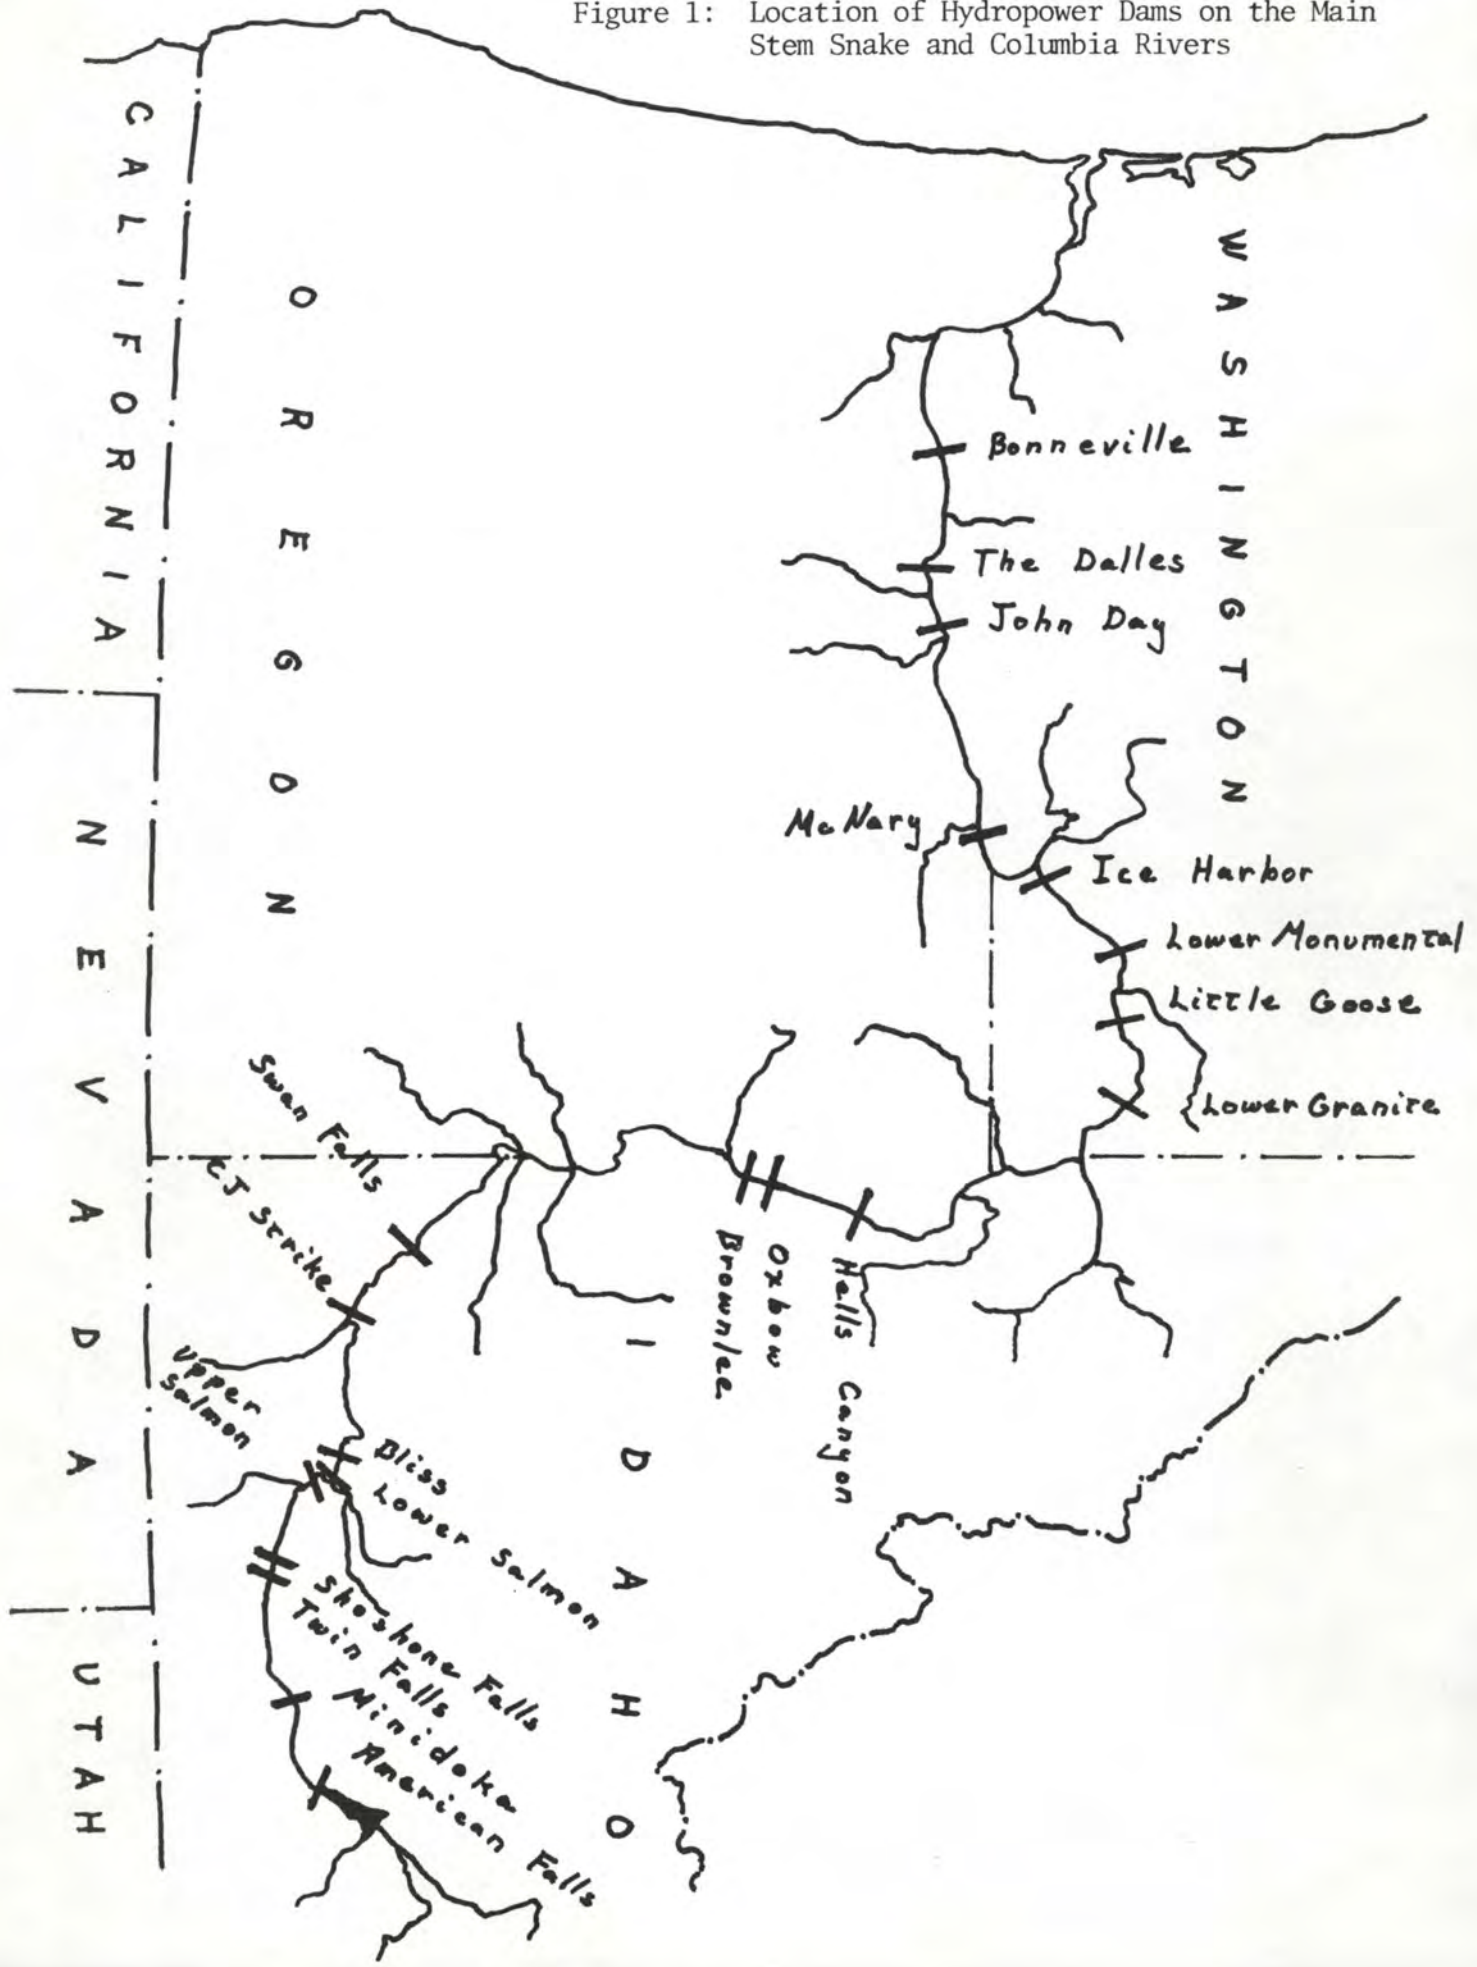 Figure 1: Location of Hydropower Dams on the Main
Stem Snake and Columbia Rivers
CALIFORNIA
OREGON
WASHINGTON
Bonneville
The Dalles
John Day
McNary
Ice Harbor
Lower Monumental
Little Goose
Lower Granite
NEVADA
Swan Falls
CJ Strike
Brownlee
Oxbow
Hells Canyon
IDAHO
Upper
Salmon
Bliss
Lower Salmon
Shoshone Falls
Twin Falls
Minidoka
American Falls
UTAH